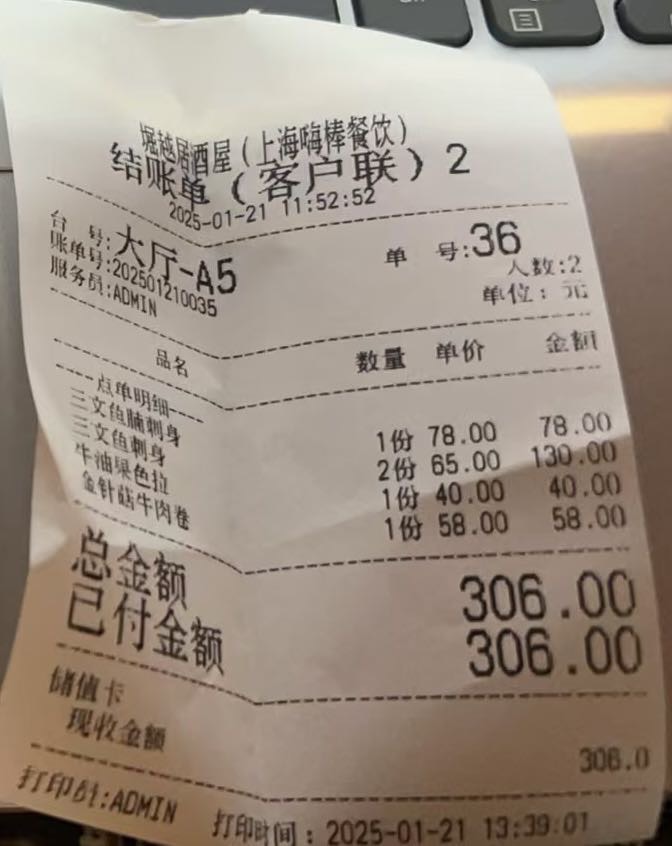 堀越居酒屋（上海嗨棒餐饮）
结账单（客户联）2
2025-01-21 11:52:52
台 号:大厅-A5 单 号:36
账单号:202501210035 人数:2
服务员:ADMIN 单位：元
品名 数量 单价 金额
----点单明细----
三文鱼腩刺身 1份 78.00 78.00
三文鱼刺身 2份 65.00 130.00
牛油果色拉 1份 40.00 40.00
金针菇牛肉卷 1份 58.00 58.00
总金额 306.00
已付金额 306.00
储值卡
现收金额 306.0
打印员:ADMIN 打印时间：2025-01-21 13:39:01